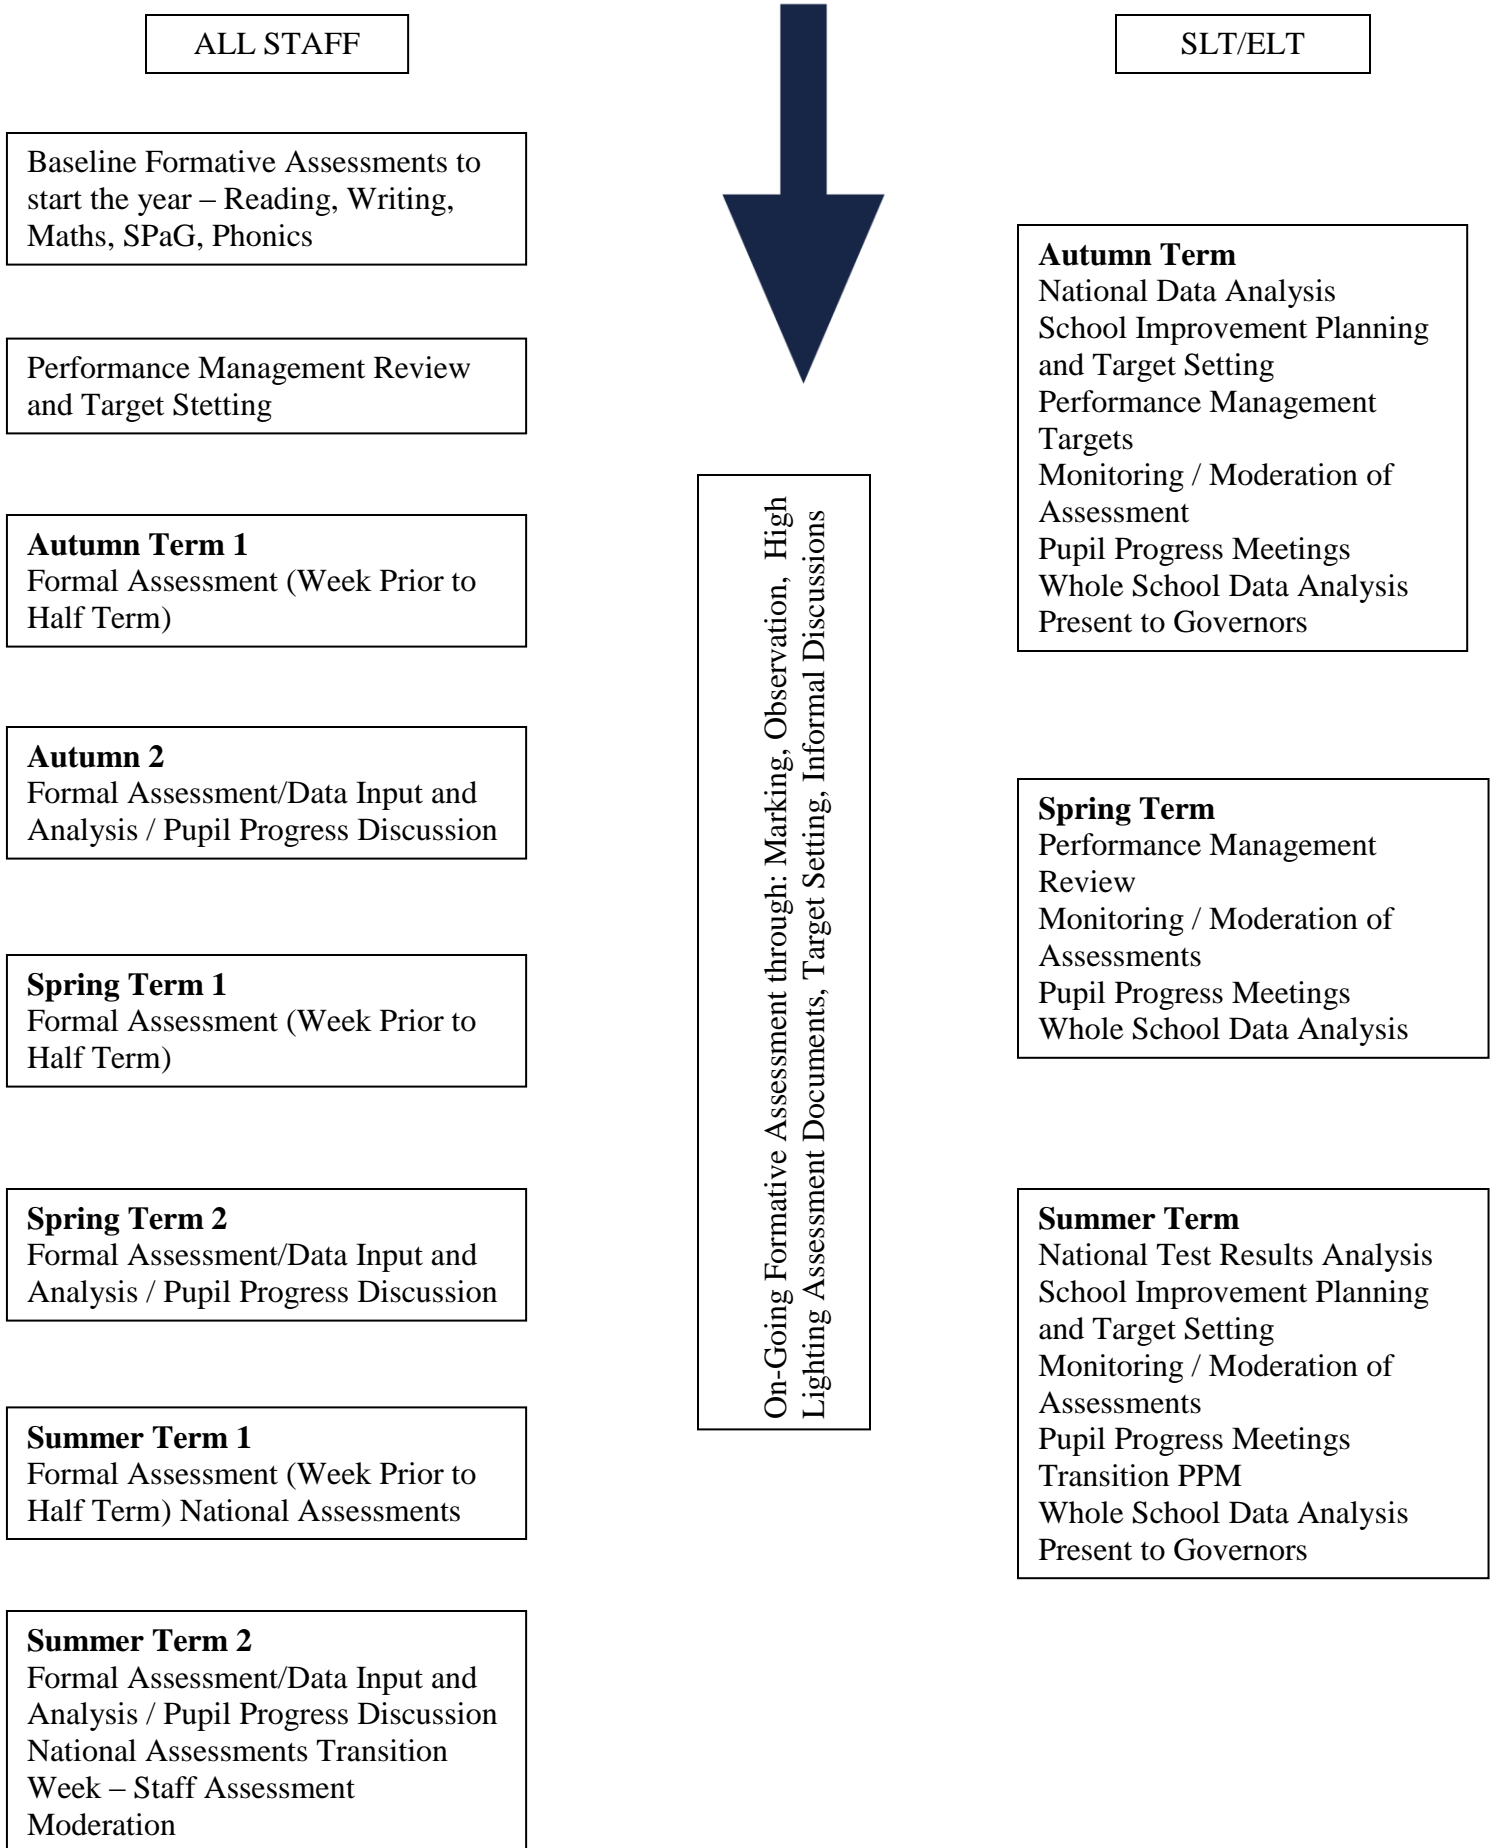 ALL STAFF
Baseline Formative Assessments to
start the year – Reading, Writing,
Maths, SPaG, Phonics
Performance Management Review
and Target Stetting
Autumn Term 1
Formal Assessment (Week Prior to
Half Term)
Autumn 2
Formal Assessment/Data Input and
Analysis / Pupil Progress Discussion
Spring Term 1
Formal Assessment (Week Prior to
Half Term)
Spring Term 2
Formal Assessment/Data Input and
Analysis / Pupil Progress Discussion
Summer Term 1
Formal Assessment (Week Prior to
Half Term) National Assessments
Summer Term 2
Formal Assessment/Data Input and
Analysis / Pupil Progress Discussion
National Assessments Transition
Week – Staff Assessment
Moderation
On-Going Formative Assessment through: Marking, Observation, High
Lighting Assessment Documents, Target Setting, Informal Discussions
SLT/ELT
Autumn Term
National Data Analysis
School Improvement Planning
and Target Setting
Performance Management
Targets
Monitoring / Moderation of
Assessment
Pupil Progress Meetings
Whole School Data Analysis
Present to Governors
Spring Term
Performance Management
Review
Monitoring / Moderation of
Assessments
Pupil Progress Meetings
Whole School Data Analysis
Summer Term
National Test Results Analysis
School Improvement Planning
and Target Setting
Monitoring / Moderation of
Assessments
Pupil Progress Meetings
Transition PPM
Whole School Data Analysis
Present to Governors